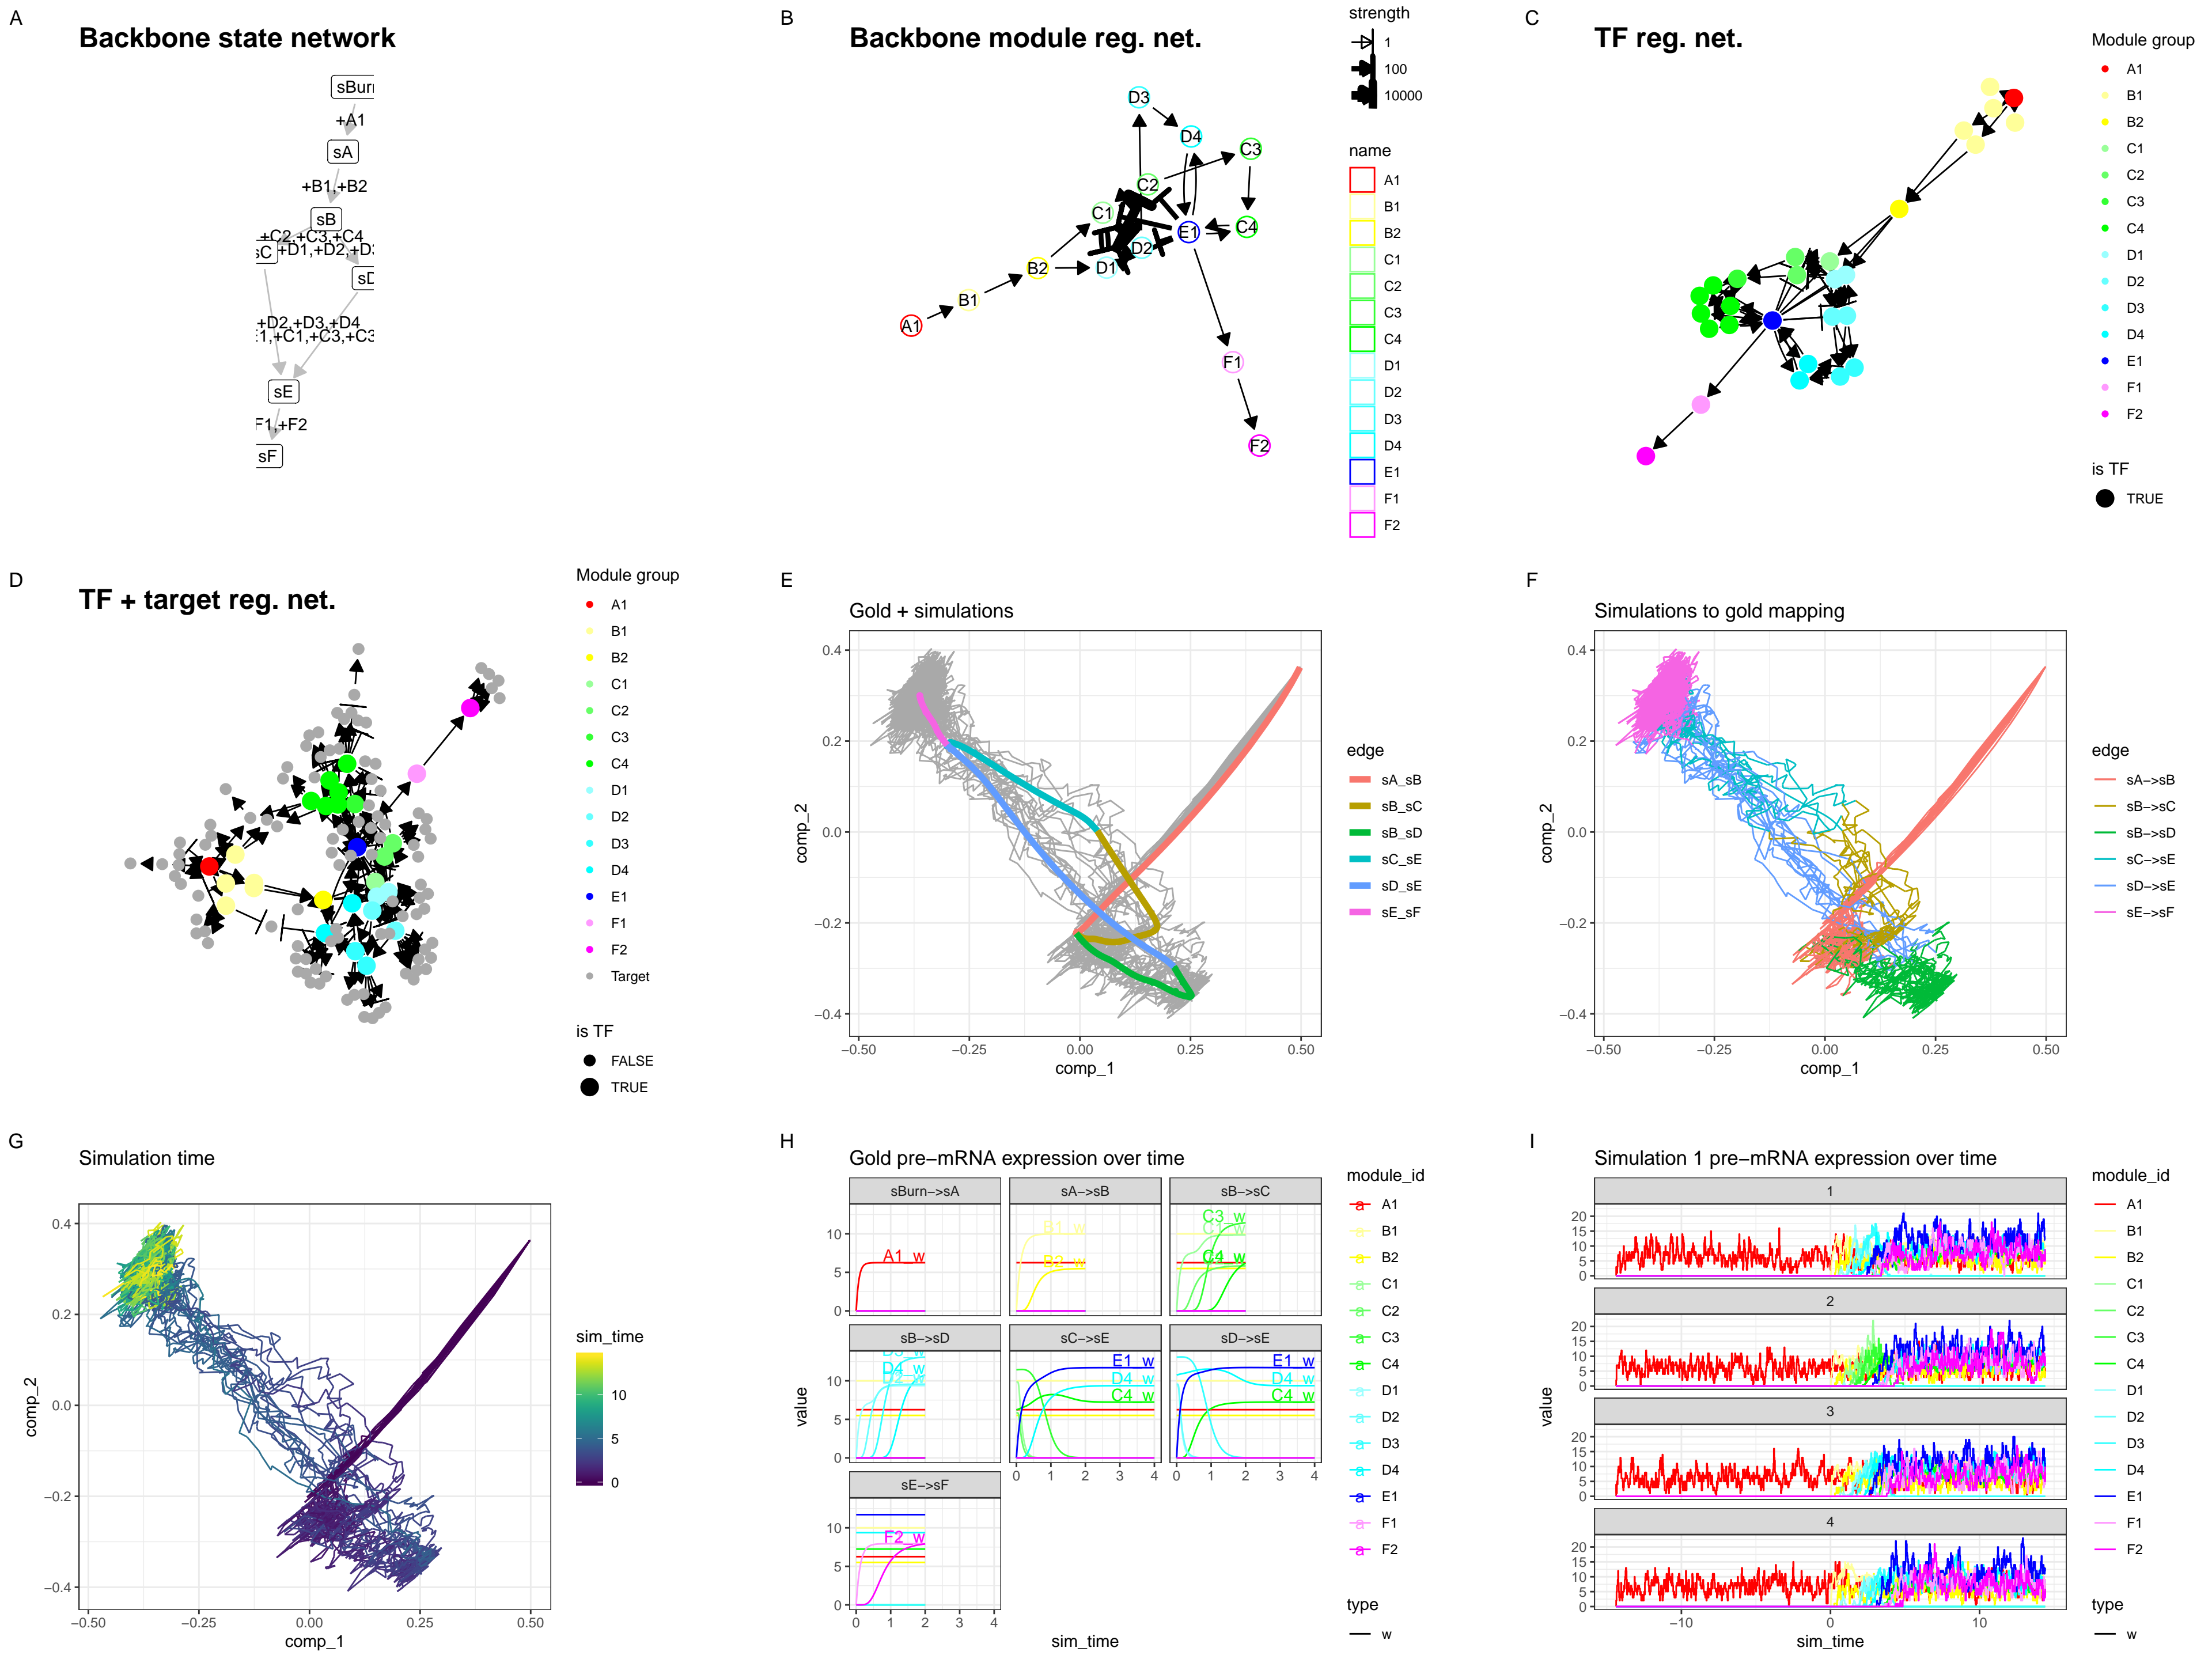 A
Backbone state network
sBurn
+A1
sA
+B1,+B2
sB
+C2,+C3,+C4
sC
+D1,+D2,+D3
sD
+D2,+D3,+D4
1,+C1,+C3,+C3
sE
F1,+F2
sF
B
Backbone module reg. net.
D3
D4
C3
C2
C1
C4
E1
D2
B2
D1
B1
A1
F1
F2
strength
1
100
10000
name
A1
B1
B2
C1
C2
C3
C4
D1
D2
D3
D4
E1
F1
F2
C
TF reg. net.
Module group
A1
B1
B2
C1
C2
C3
C4
D1
D2
D3
D4
E1
F1
F2
is TF
TRUE
D
TF + target reg. net.
Module group
A1
B1
B2
C1
C2
C3
C4
D1
D2
D3
D4
E1
F1
F2
Target
is TF
FALSE
TRUE
E
Gold + simulations
comp_2
0.4
0.2
0.0
−0.2
−0.4
−0.50
−0.25
0.00
0.25
0.50
comp_1
edge
sA_sB
sB_sC
sB_sD
sC_sE
sD_sE
sE_sF
F
Simulations to gold mapping
comp_2
0.4
0.2
0.0
−0.2
−0.4
−0.50
−0.25
0.00
0.25
0.50
comp_1
edge
sA−>sB
sB−>sC
sB−>sD
sC−>sE
sD−>sE
sE−>sF
G
Simulation time
comp_2
0.4
0.2
0.0
−0.2
−0.4
−0.50
−0.25
0.00
0.25
0.50
comp_1
sim_time
10
5
0
H
Gold pre−mRNA expression over time
sBurn−>sA
sA−>sB
sB−>sC
10
5
0
A1_w
B1_w
B2_w
C3_w
C1_w
C4_w
sB−>sD
sC−>sE
sD−>sE
10
5
0
D3_w
D4_w
D2_w
E1_w
D4_w
C4_w
E1_w
D4_w
C4_w
0
1
2
3
4
0
1
2
3
4
sE−>sF
10
5
0
F2_w
0
1
2
3
4
value
sim_time
module_id
a A1
a B1
a B2
a C1
a C2
a C3
a C4
a D1
a D2
a D3
a D4
a E1
a F1
a F2
type
w
I
Simulation 1 pre−mRNA expression over time
1
20
15
10
5
0
2
20
15
10
5
0
3
20
15
10
5
0
4
20
15
10
5
0
−10
0
10
value
sim_time
module_id
A1
B1
B2
C1
C2
C3
C4
D1
D2
D3
D4
E1
F1
F2
type
w